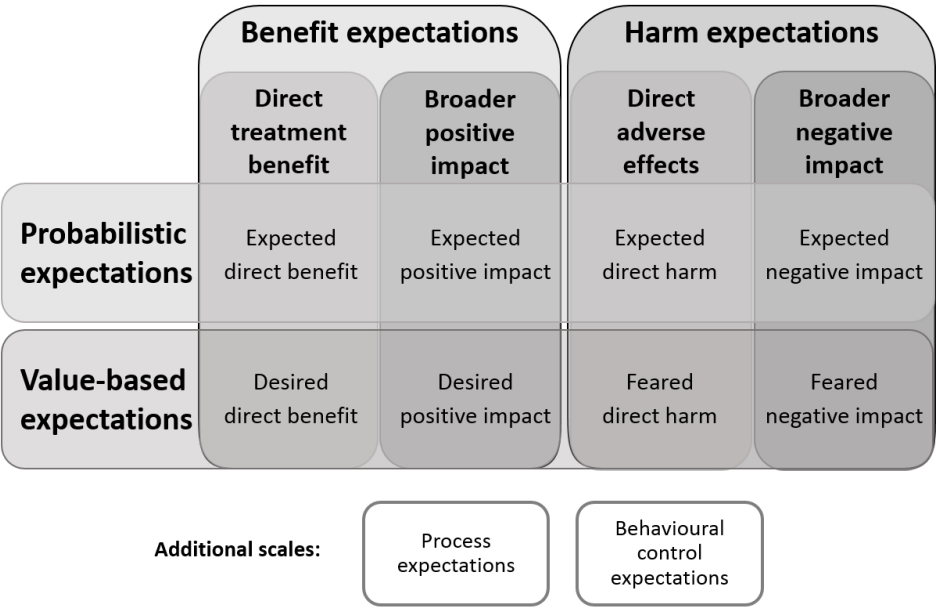 Benefit expectations
Harm expectations
Direct
treatment
benefit
Broader
positive
impact
Direct
adverse
effects
Broader
negative
impact
Probabilistic
expectations
Expected
direct benefit
Expected
positive impact
Expected
direct harm
Expected
negative impact
Value-based
expectations
Desired
direct benefit
Desired
positive impact
Feared
direct harm
Feared
negative impact
Additional scales:
Process
expectations
Behavioural
control
expectations